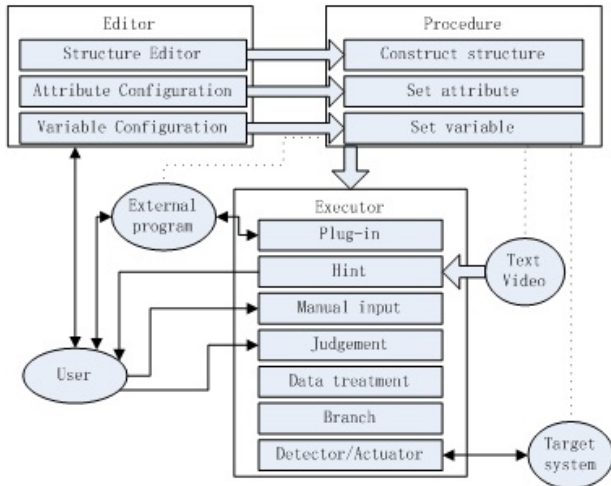 Editor
Procedure
Structure Editor
Construct structure
Attribute Configuration
Set attribute
Variable Configuration
Set variable
External
program
Executor
Plug-in
Hint
Text
Video
Manual input
Judgement
User
Data treatment
Branch
Detector/Actuator
Target
system